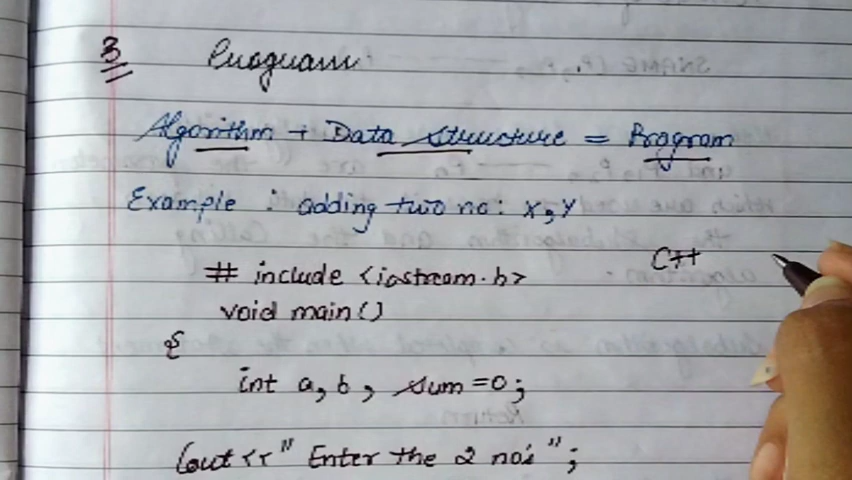 3 Program
Algorithm + Data structure = Program
Example : adding two no: x, y
C++
# include <iostream.h>
void main()
{
int a, b, sum = 0;
Cout << " Enter the 2 nos ";